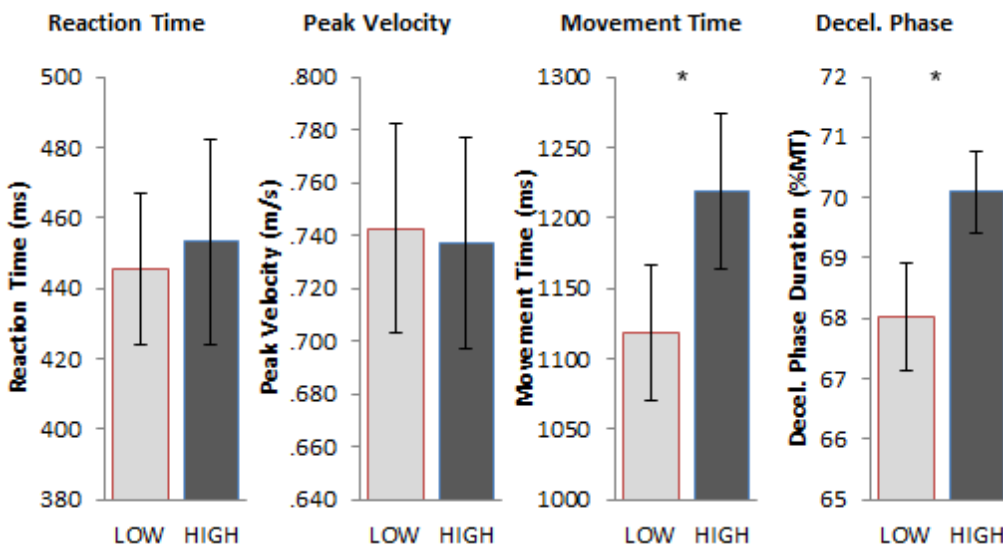 Reaction Time
Peak Velocity
Movement Time
Decel. Phase
Reaction Time (ms)
500
480
460
440
420
400
380
LOW HIGH
Peak Velocity (m/s)
.800
.780
.760
.740
.720
.700
.680
.660
.640
LOW HIGH
Movement Time (ms)
1300
1250
1200
1150
1100
1050
1000
*
LOW HIGH
Decel. Phase Duration (%MT)
72
71
70
69
68
67
66
65
*
LOW HIGH